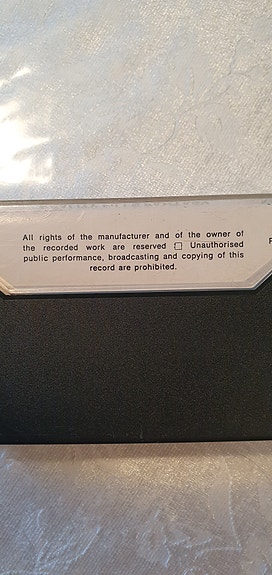 All rights of the manufacturer and of the owner of
the recorded work are reserved □ Unauthorised
public performance, broadcasting and copying of this
record are prohibited.